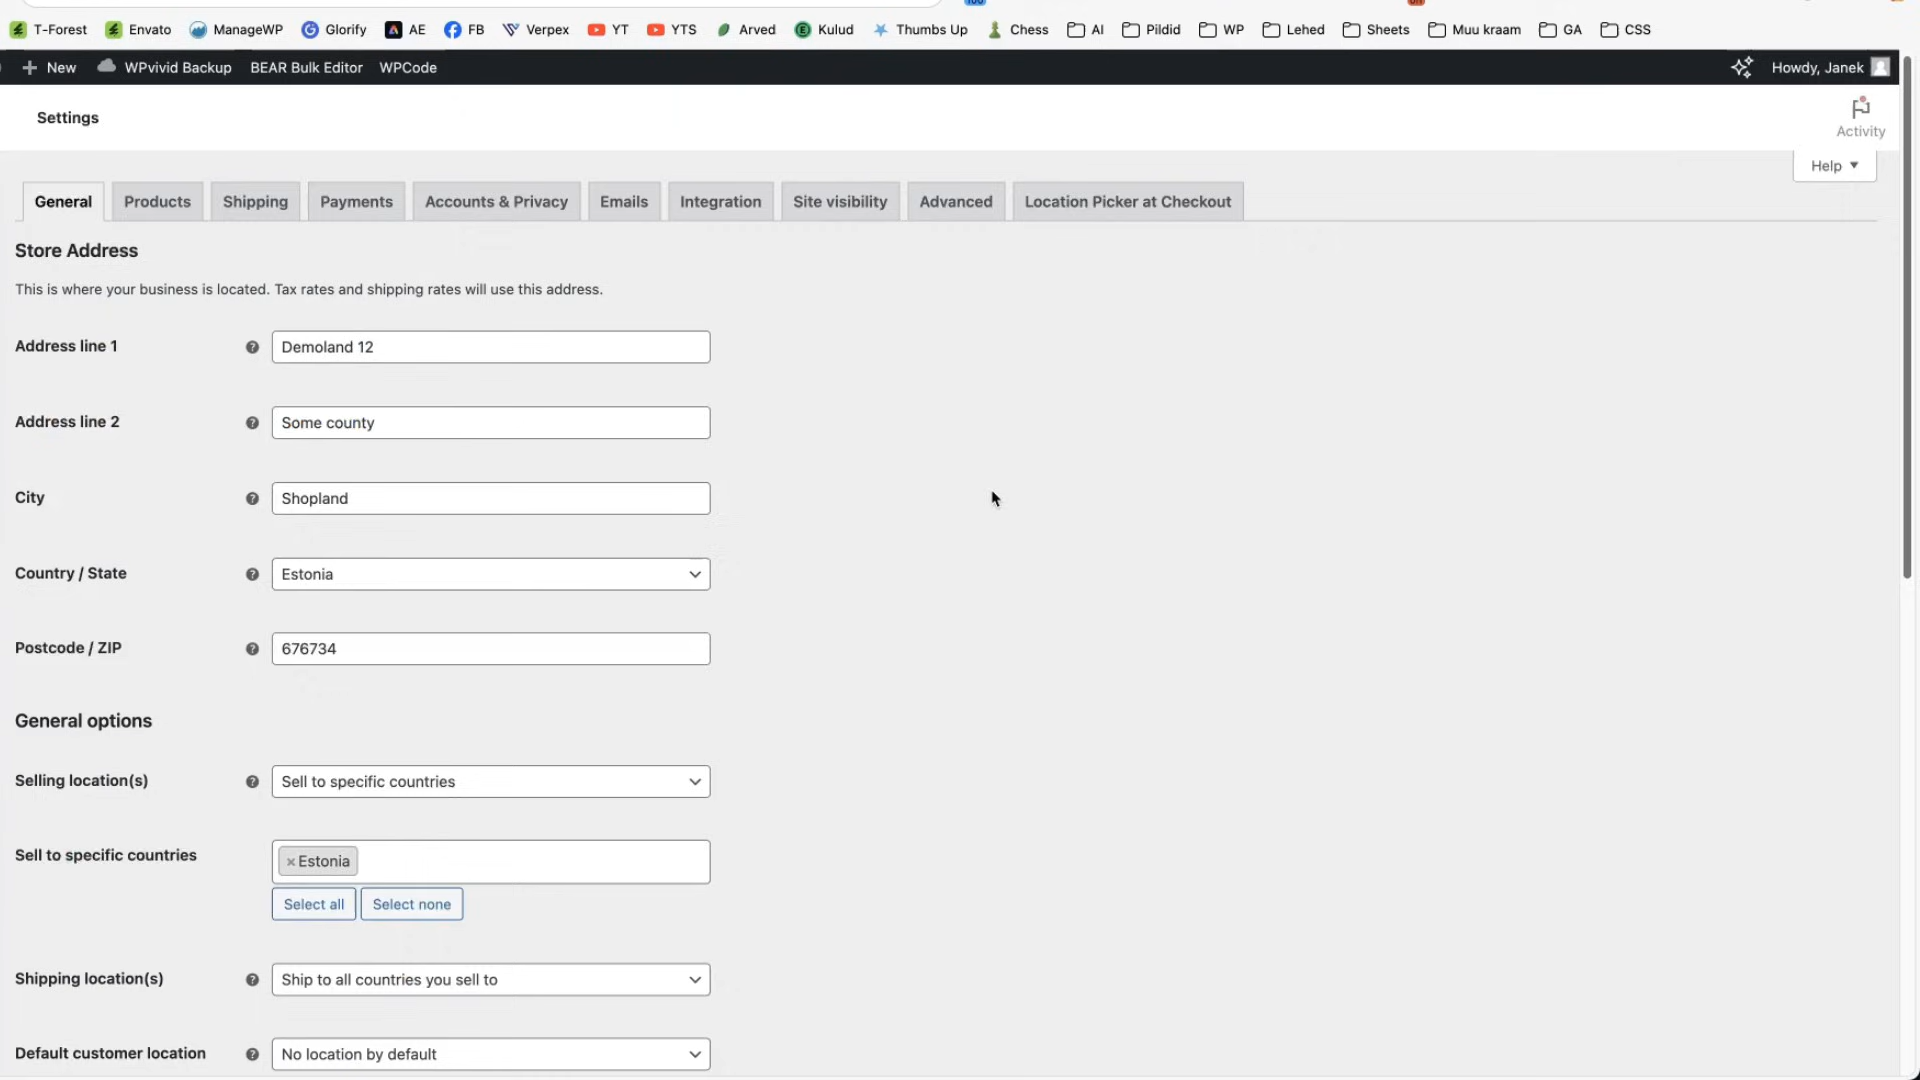 T-Forest Envato ManageWP Glorify AE FB Verpex YT YTS Arved Kulud Thumbs Up Chess AI Pildid WP Lehed Sheets Muu kraam GA CSS
New WPvivid Backup BEAR Bulk Editor WPCode Howdy, Janek
Settings
Activity
Help
General Products Shipping Payments Accounts & Privacy Emails Integration Site visibility Advanced Location Picker at Checkout
Store Address
This is where your business is located. Tax rates and shipping rates will use this address.
Address line 1 Demoland 12
Address line 2 Some county
City Shopland
Country / State Estonia
Postcode / ZIP 676734
General options
Selling location(s) Sell to specific countries
Sell to specific countries × Estonia
Select all Select none
Shipping location(s) Ship to all countries you sell to
Default customer location No location by default